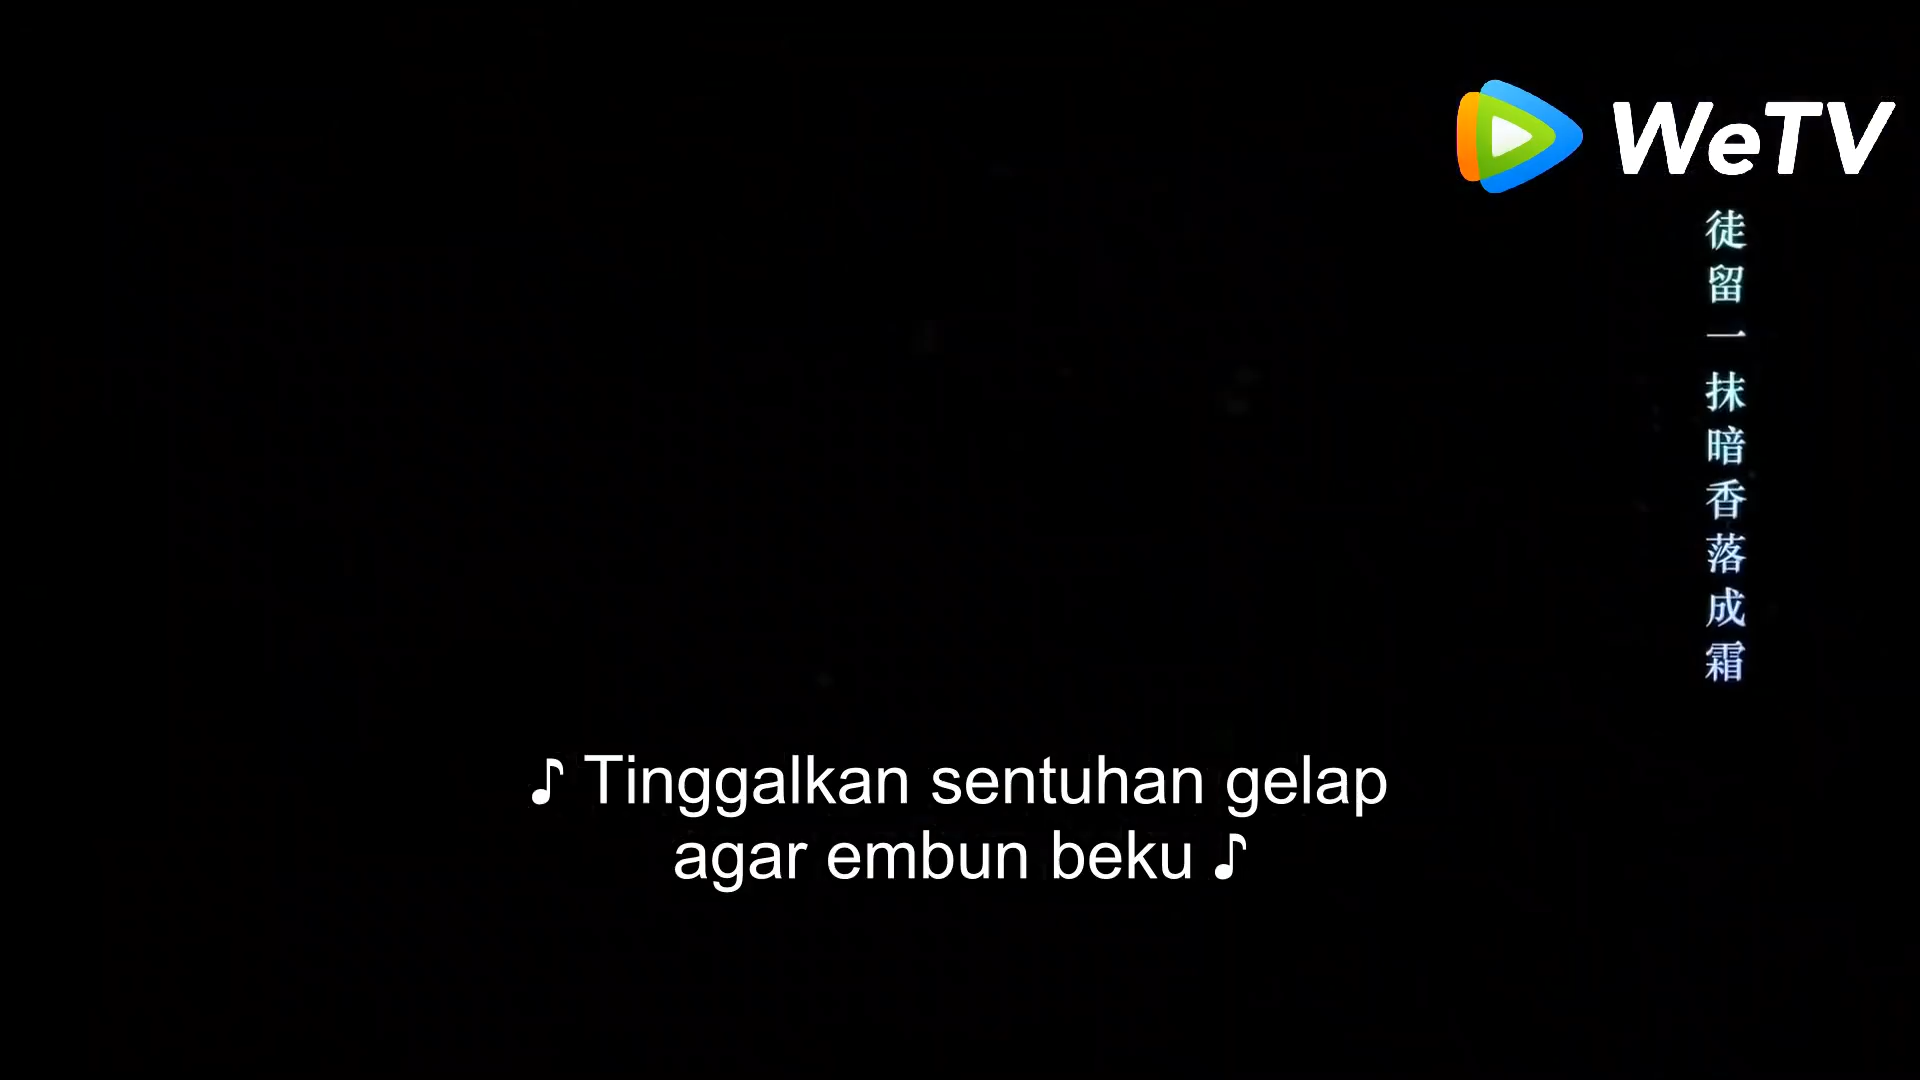 WeTV
徒留一抹暗香落成霜
♪ Tinggalkan sentuhan gelap
agar embun beku ♪